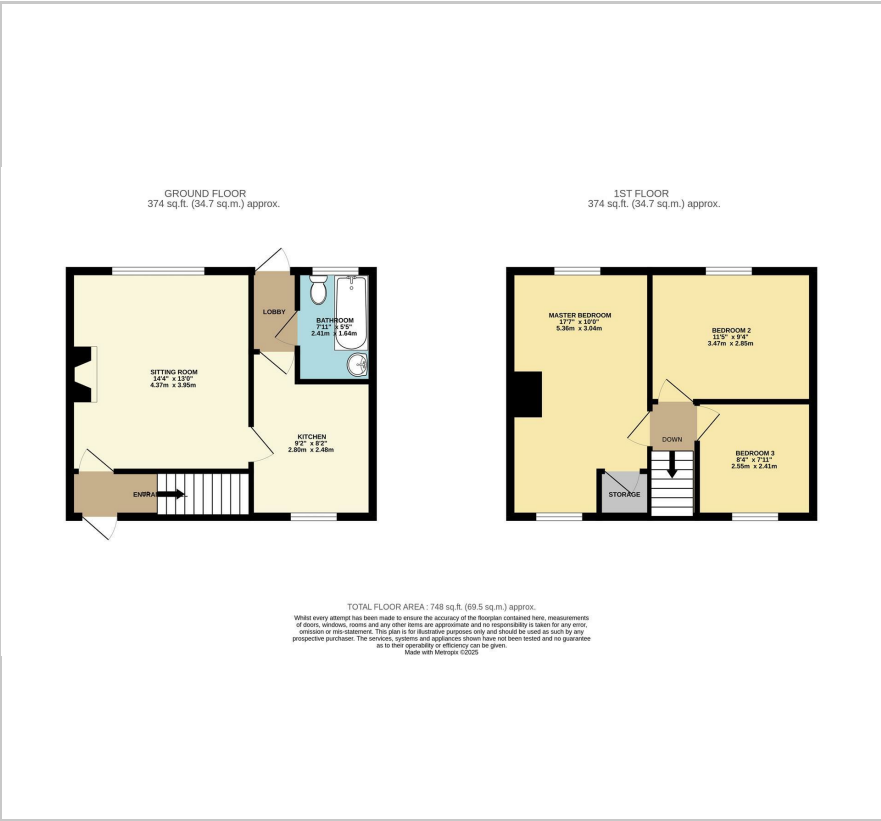 GROUND FLOOR
374 sq.ft. (34.7 sq.m.) approx.
1ST FLOOR
374 sq.ft. (34.7 sq.m.) approx.
LOBBY
BATHROOM
7'11" x 5'5"
2.41m x 1.64m
SITTING ROOM
14'4" x 13'0"
4.37m x 3.95m
KITCHEN
9'2" x 8'2"
2.80m x 2.48m
MASTER BEDROOM
17'7" x 10'0"
5.36m x 3.04m
BEDROOM 2
11'5" x 9'4"
3.47m x 2.85m
DOWN
BEDROOM 3
8'4" x 7'11"
2.55m x 2.41m
STORAGE
TOTAL FLOOR AREA : 748 sq.ft. (69.5 sq.m.) approx.
Whilst every attempt has been made to ensure the accuracy of the floorplan contained here, measurements
of doors, windows, rooms and any other items are approximate and no responsibility is taken for any error,
omission or mis-statement. This plan is for illustrative purposes only and should be used as such by any
prospective purchaser. The services, systems and appliances shown have not been tested and no guarantee
as to their operability or efficiency can be given.
Made with Metropix ©2025